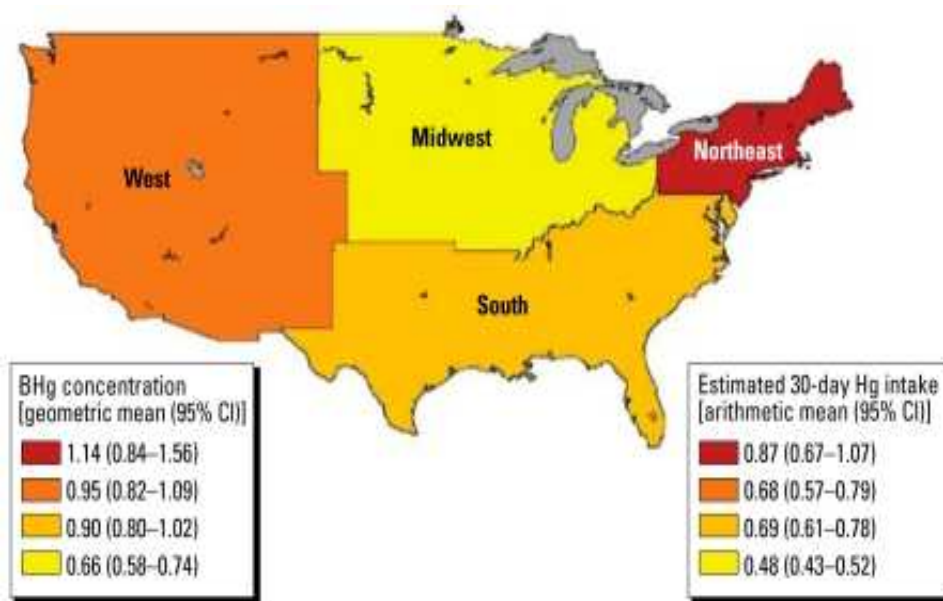 Midwest
Northeast
West
South
BHg concentration
[geometric mean (95% CI)]
1.14 (0.84–1.56)
0.95 (0.82–1.09)
0.90 (0.80–1.02)
0.66 (0.58–0.74)
Estimated 30-day Hg intake
[arithmetic mean (95% CI)]
0.87 (0.67–1.07)
0.68 (0.57–0.79)
0.69 (0.61–0.78)
0.48 (0.43–0.52)